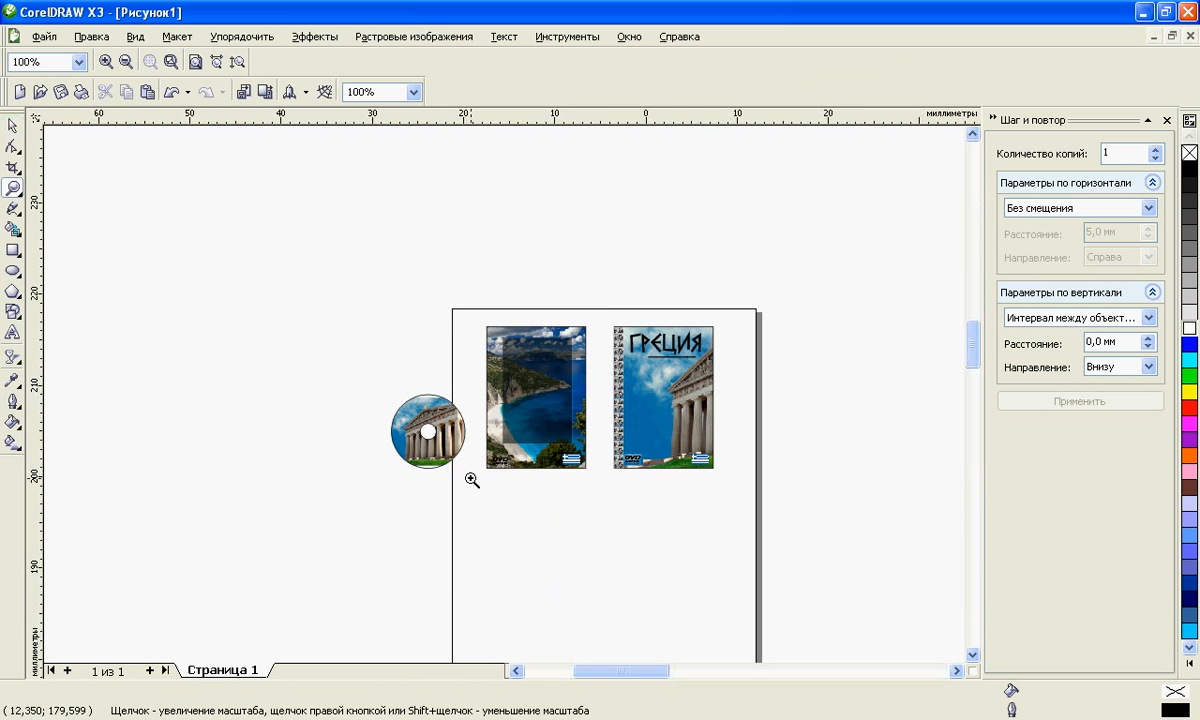 CorelDRAW X3 - [Рисунок1]
Файл Правка Вид Макет Упорядочить Эффекты Растровые изображения Текст Инструменты Окно Справка
100%
100%
60 50 40 30 20 10 0 10 20 миллиметры
Шаг и повтор
Количество копий: 1
Параметры по горизонтали
Без смещения
Расстояние: 5,0 мм
Направление: Справа
Параметры по вертикали
Интервал между объект...
Расстояние: 0,0 мм
Направление: Внизу
Применить
230
220
210
200
190
миллиметры
ГРЕЦИЯ
DVD
DVD
1 из 1
Страница 1
( 12,350; 179,599 ) Щелчок - увеличение масштаба, щелчок правой кнопкой или Shift+щелчок - уменьшение масштаба